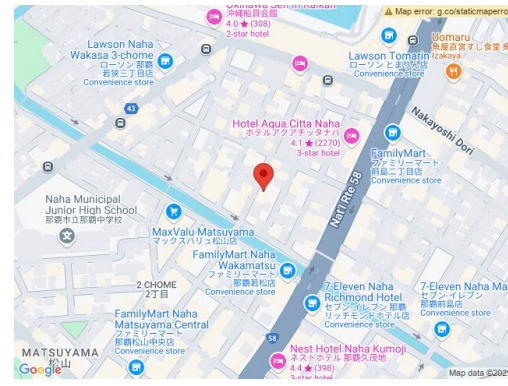 Okinawa Sen'in Kaikan
沖縄船員会館
4.0 ★ (308)
2-star hotel
Map error: g.co/staticmaperro
Lawson Naha
Wakasa 3-chome
ローソン 那覇
若狭三丁目店
Convenience store
Lawson Tomarin
ローソン とまりん店
Convenience store
Uomaru
魚屋直営すし食堂 魚
Izakaya
43
Hotel Aqua Citta Naha
ホテルアクアチッタナハ
4.1 ★ (2270)
3-star hotel
Nakayoshi Dori
FamilyMart
ファミリーマート
前島二丁目店
Convenience store
Naha Municipal
Junior High School
那覇市立那覇中学校
MaxValu Matsuyama
マックスバリュ松山店
Nat'l Rte 58
FamilyMart Naha
Wakamatsu
ファミリーマート
那覇若松店
Convenience store
2 CHOME
2丁目
7-Eleven Naha
Richmond Hotel
セブン-イレブン 那覇
リッチモンドホテル店
Convenience store
7-Eleven Naha Ma
セブン-イレブン
那覇前島店
Convenience store
FamilyMart Naha
Matsuyama Central
ファミリーマート
那覇松山中央店
Convenience store
58
MATSUYAMA
松山
Nest Hotel Naha Kumoji
ネストホテル 那覇久茂地
4.4 ★ (398)
3-star hotel
Google
Map data ©2025